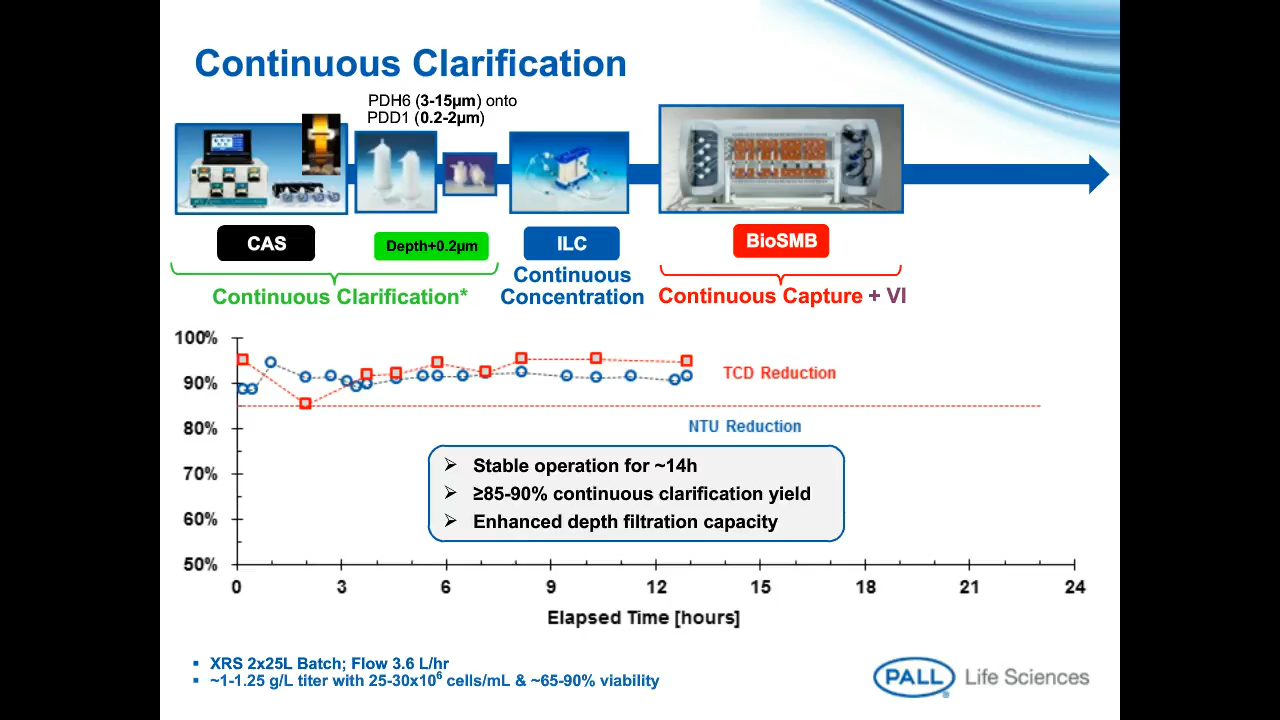 Continuous Clarification
PDH6 (3-15µm) onto
PDD1 (0.2-2µm)
CAS
Depth+0.2µm
ILC
BioSMB
Continuous Clarification*
Continuous
Concentration
Continuous Capture + VI
100%
90%
80%
70%
60%
50%
TCD Reduction
NTU Reduction
➢ Stable operation for ~14h
➢ ≥85-90% continuous clarification yield
➢ Enhanced depth filtration capacity
0 3 6 9 12 15 18 21 24
Elapsed Time [hours]
▪ XRS 2x25L Batch; Flow 3.6 L/hr
▪ ~1-1.25 g/L titer with 25-30x10⁶ cells/mL & ~65-90% viability
PALL® Life Sciences